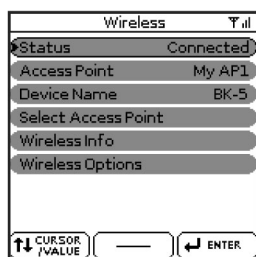 Wireless
Status Connected
Access Point My AP1
Device Name BK-5
Select Access Point
Wireless Info
Wireless Options
CURSOR /VALUE ENTER